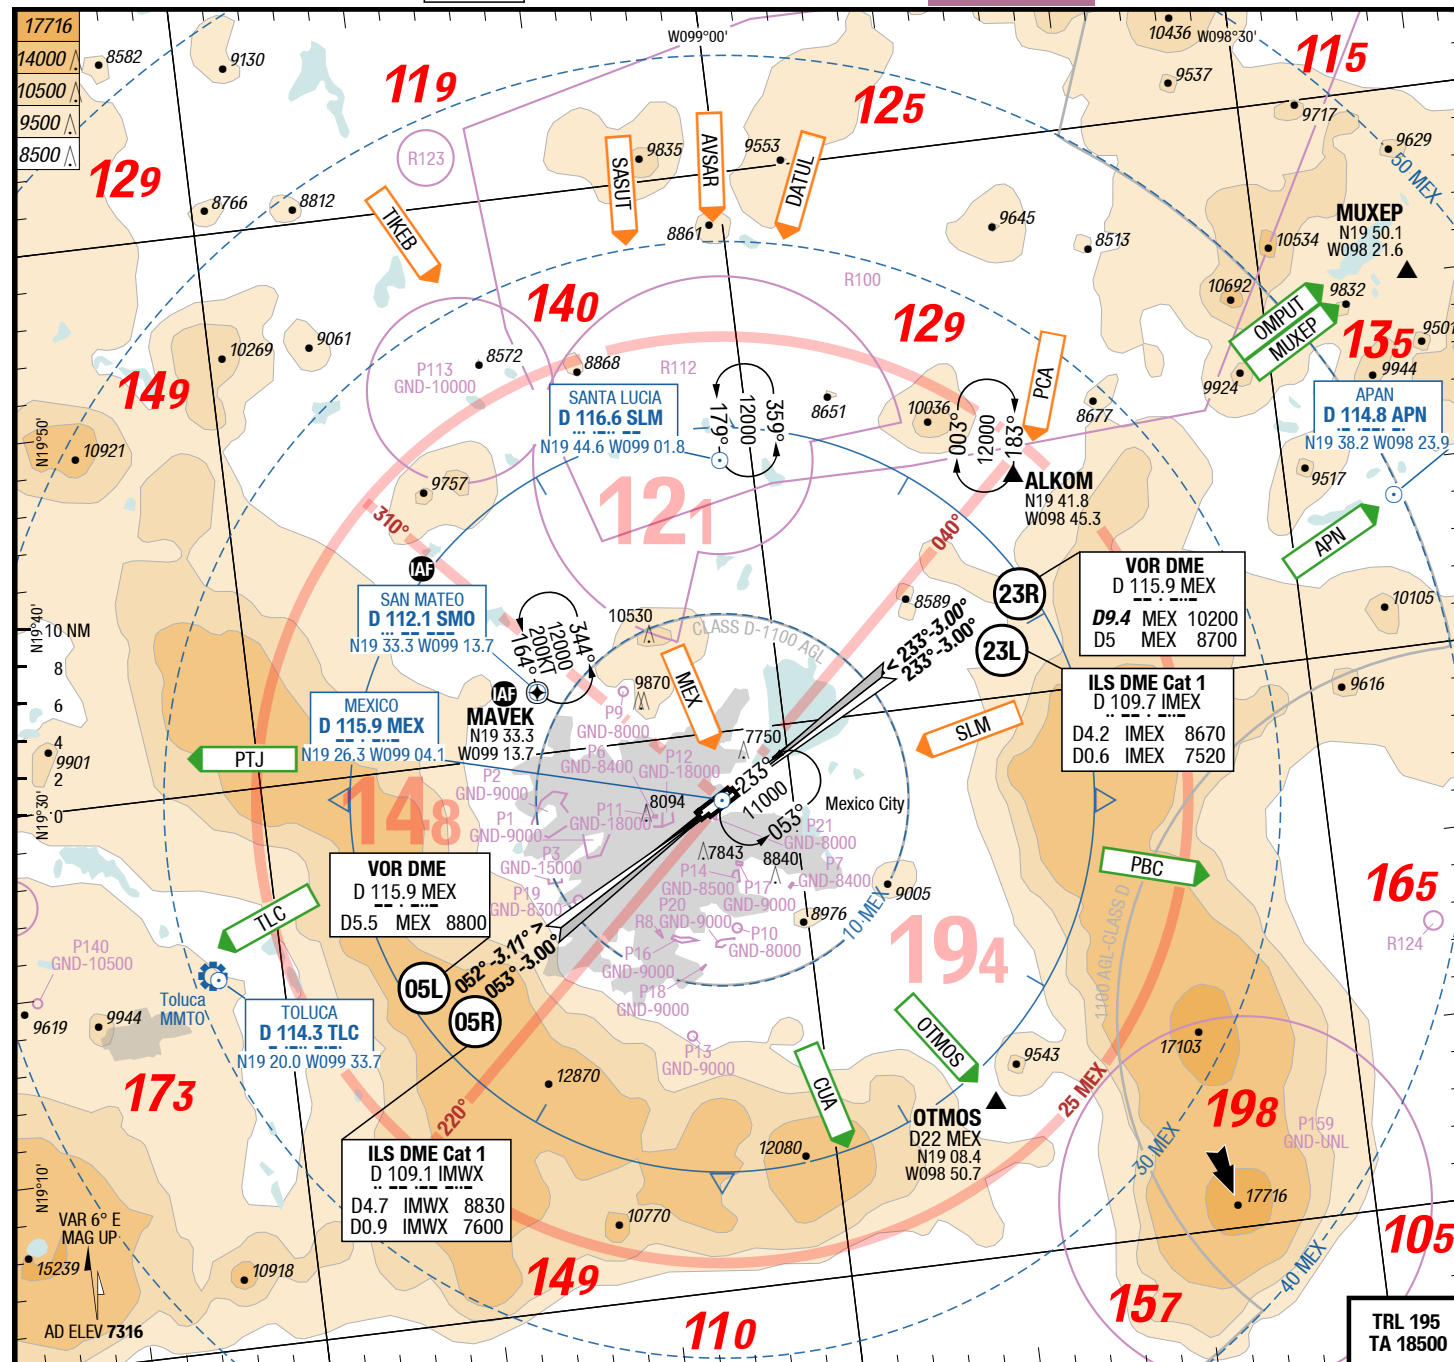 17716
14000
10500
9500
8500
W099°00'
W098°30'
8582
9130
10436
9537
9717
9629
119
125
115
129
R123
9835
9553
SASUT
AVSAR
DATUL
TIKEB
8766
8812
8861
9645
8513
10534
50 MEX
MUXEP
N19 50.1
W098 21.6
R100
140
129
10692
9832
OMPUT
MUXEP
135
9501
9944
9924
10269
9061
149
P113
GND-10000
8572
8868
R112
PCA
SANTA LUCIA
D 116.6 SLM
N19 44.6 W099 01.8
179°
12000
359°
8651
10036
003°
12000
183°
8677
APAN
D 114.8 APN
N19 38.2 W098 23.9
N19°50'
10921
9757
121
ALKOM
N19 41.8
W098 45.3
9517
APN
310°
040°
IAF
SAN MATEO
D 112.1 SMO
N19 33.3 W099 13.7
164°
200KT
12000
344°
10530
CLASS D-1100 AGL
8589
23R
VOR DME
D 115.9 MEX
D9.4 MEX 10200
D5 MEX 8700
10105
N19°40'
10 NM
8
6
4
2
0
< 233°-3.00°
233°-3.00°
23L
ILS DME Cat 1
D 109.7 IMEX
D4.2 IMEX 8670
D0.6 IMEX 7520
9616
IAF
MAVEK
N19 33.3
W099 13.7
MEXICO
D 115.9 MEX
N19 26.3 W099 04.1
9870
MEX
P9
GND-8000
SLM
7750
9901
PTJ
P6
GND-8400
P12
GND-18000
P2
GND-9000
233°
11000
053°
Mexico City
N19°30'
148
P1
GND-9000
P11
GND-18000
8094
P21
GND-8000
P3
GND-15000
7843
8840
P7
GND-8400
P14
GND-8500
P17
GND-9000
PBC
VOR DME
D 115.9 MEX
D5.5 MEX 8800
P19
GND-8300
P20
R8, GND-9000
8976
9005
10 MEX
165
R124
TLC
P140
GND-10500
052°-3.11° >
053°-3.00°
P10
GND-8000
P16
GND-9000
194
1100 AGL-CLASS D
Toluca
MMTO
05L
P18
GND-9000
05R
TOLUCA
D 114.3 TLC
N19 20.0 W099 33.7
9619
9944
OTMOS
17103
P13
GND-9000
9543
173
12870
CUA
OTMOS
D22 MEX
N19 08.4
W098 50.7
25 MEX
198
P159
GND-UNL
220°
12080
30 MEX
ILS DME Cat 1
D 109.1 IMWX
D4.7 IMWX 8830
D0.9 IMWX 7600
17716
N19°10'
VAR 6° E
MAG UP
10770
105
15239
10918
149
40 MEX
157
AD ELEV 7316
110
TRL 195
TA 18500